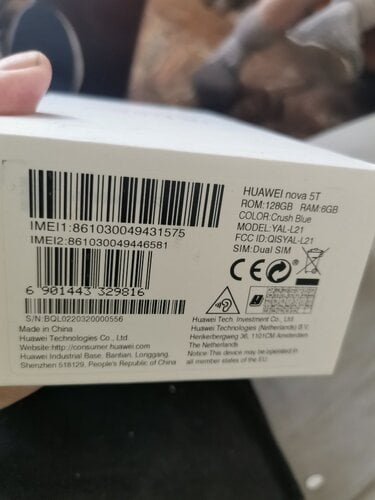 HUAWEI nova 5T
ROM:128GB RAM:6GB
COLOR:Crush Blue
MODEL:YAL-L21
FCC ID:QISYAL-L21
SIM:Dual SIM
IMEI1:861030049431575
IMEI2:861030049446581
CE
6 901443 329816
S/N:BQL0220320000556
Made in China
Huawei Technologies Co., Ltd.
Website:http://consumer.huawei.com
Huawei Industrial Base, Bantian, Longgang,
Shenzhen 518129, People's Republic of China
Huawei Tech. Investment Co., Ltd.
Huawei Technologies (Netherlands) B.V.
Herikerbergweg 36, 1101CM Amsterdam,
The Netherlands
Notice:This device may be operated in
all member states of the EU